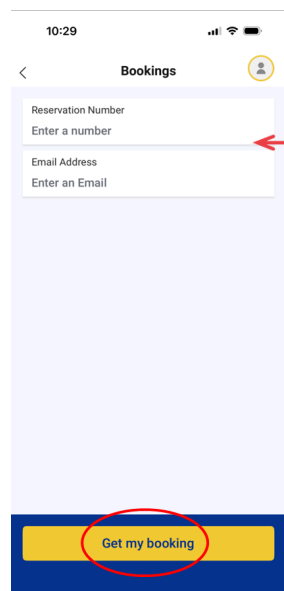 10:29
Bookings
Reservation Number
Enter a number
Email Address
Enter an Email
Get my booking